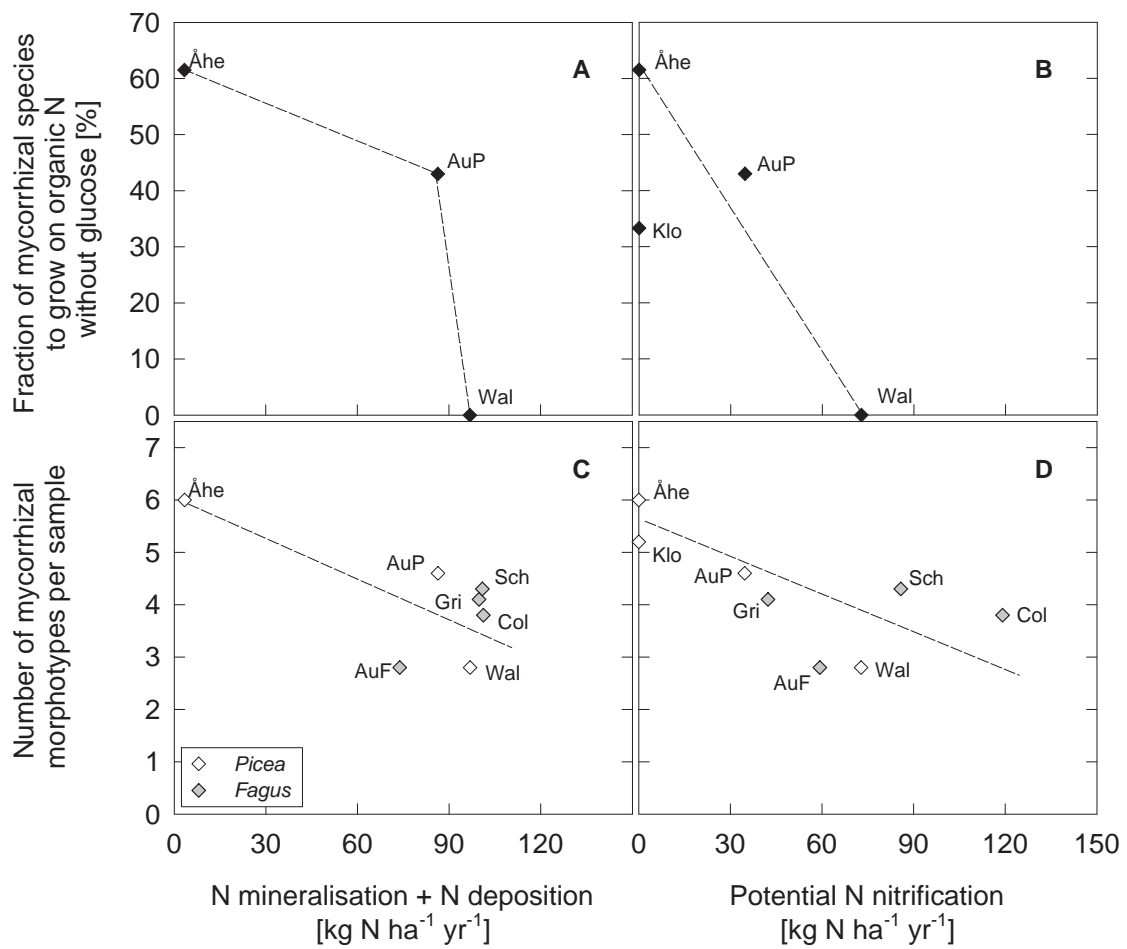 Fraction of mycorrhizal species
to grow on organic N
without glucose [%]
70
60
50
40
30
20
10
0
A
Åhe
AuP
Wal
B
Åhe
AuP
Klo
Wal
Number of mycorrhizal
morphotypes per sample
7
6
5
4
3
2
1
0
C
Åhe
AuP
Sch
Gri
Col
AuF
Wal
Picea
Fagus
D
Åhe
Klo
AuP
Sch
Gri
Col
AuF
Wal
0 30 60 90 120
0 30 60 90 120 150
N mineralisation + N deposition
[kg N ha⁻¹ yr⁻¹]
Potential N nitrification
[kg N ha⁻¹ yr⁻¹]